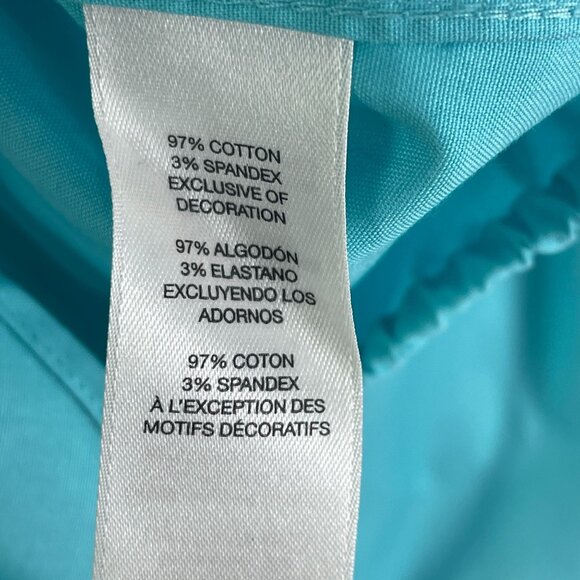 97% COTTON
3% SPANDEX
EXCLUSIVE OF
DECORATION
97% ALGODÓN
3% ELASTANO
EXCLUYENDO LOS
ADORNOS
97% COTON
3% SPANDEX
À L'EXCEPTION DES
MOTIFS DÉCORATIFS